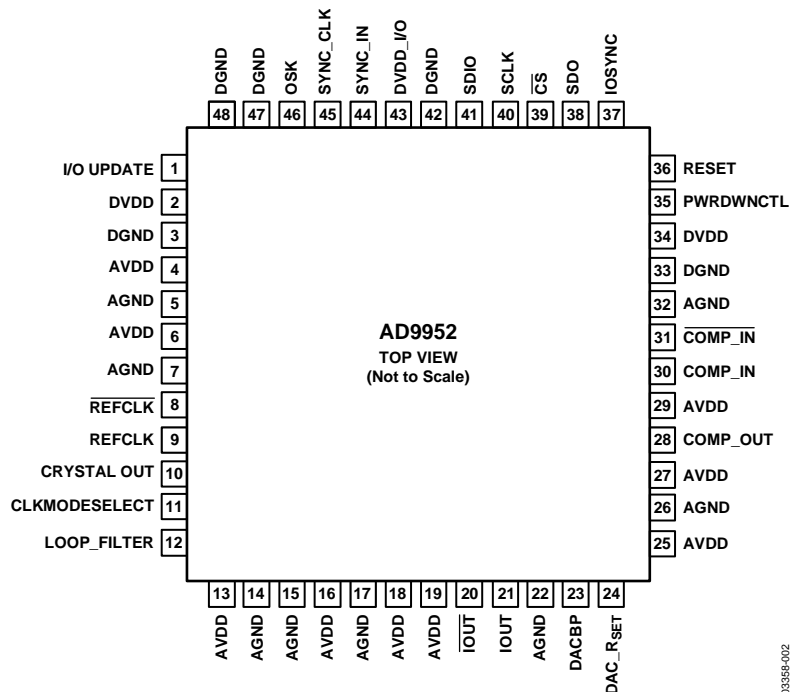 DGND
DGND
OSK
SYNC_CLK
SYNC_IN
DVDD_I/O
DGND
SDIO
SCLK
C̅S̅
SDO
IOSYNC
48 47 46 45 44 43 42 41 40 39 38 37
I/O UPDATE 1
DVDD 2
DGND 3
AVDD 4
AGND 5
AVDD 6
AGND 7
R̅E̅F̅C̅L̅K̅ 8
REFCLK 9
CRYSTAL OUT 10
CLKMODESELECT 11
LOOP_FILTER 12
AD9952
TOP VIEW
(Not to Scale)
36 RESET
35 PWRDWNCTL
34 DVDD
33 DGND
32 AGND
31 C̅O̅M̅P̅_̅I̅N̅
30 COMP_IN
29 AVDD
28 COMP_OUT
27 AVDD
26 AGND
25 AVDD
13 14 15 16 17 18 19 20 21 22 23 24
AVDD
AGND
AGND
AVDD
AGND
AVDD
AVDD
I̅O̅U̅T̅
IOUT
AGND
DACBP
DAC_RSET
03358-002